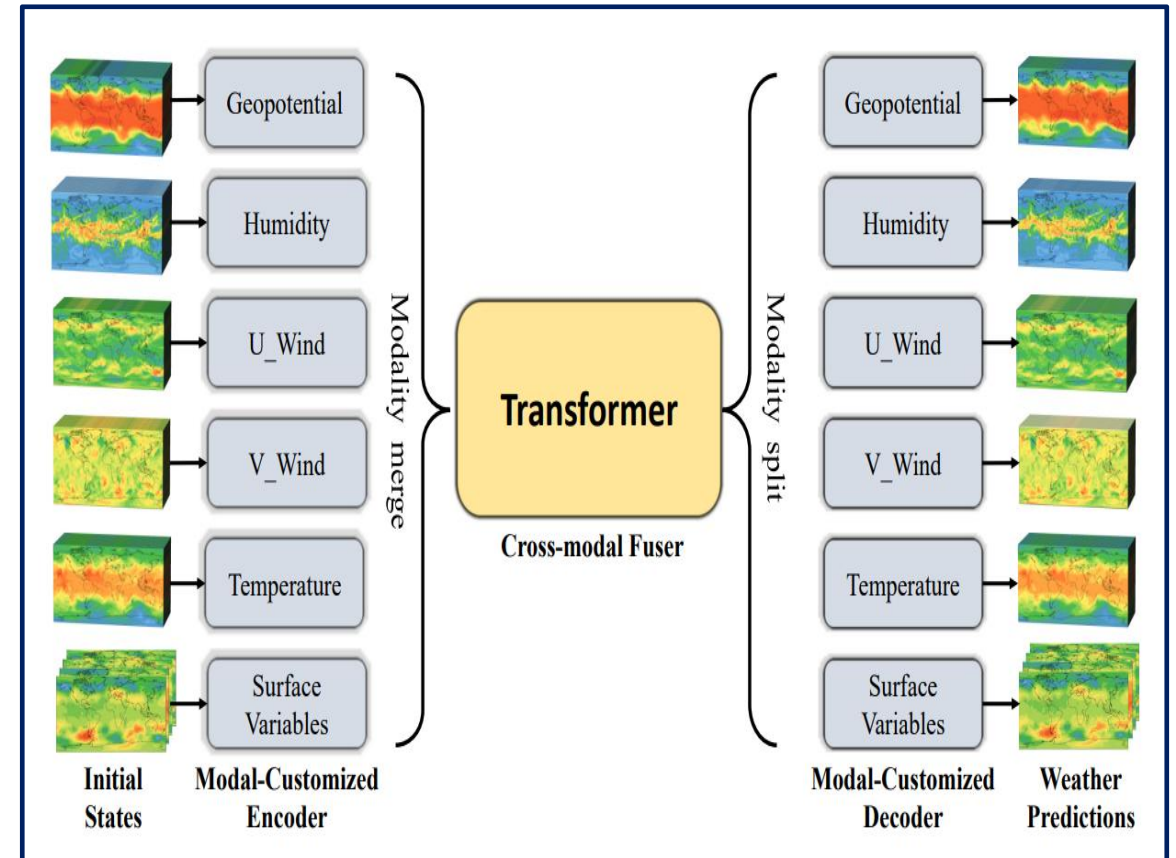 Geopotential
Humidity
U_Wind
V_Wind
Temperature
Surface
Variables
Initial
States
Modal-Customized
Encoder
Modality merge
Transformer
Cross-modal Fuser
Modality split
Geopotential
Humidity
U_Wind
V_Wind
Temperature
Surface
Variables
Modal-Customized
Decoder
Weather
Predictions